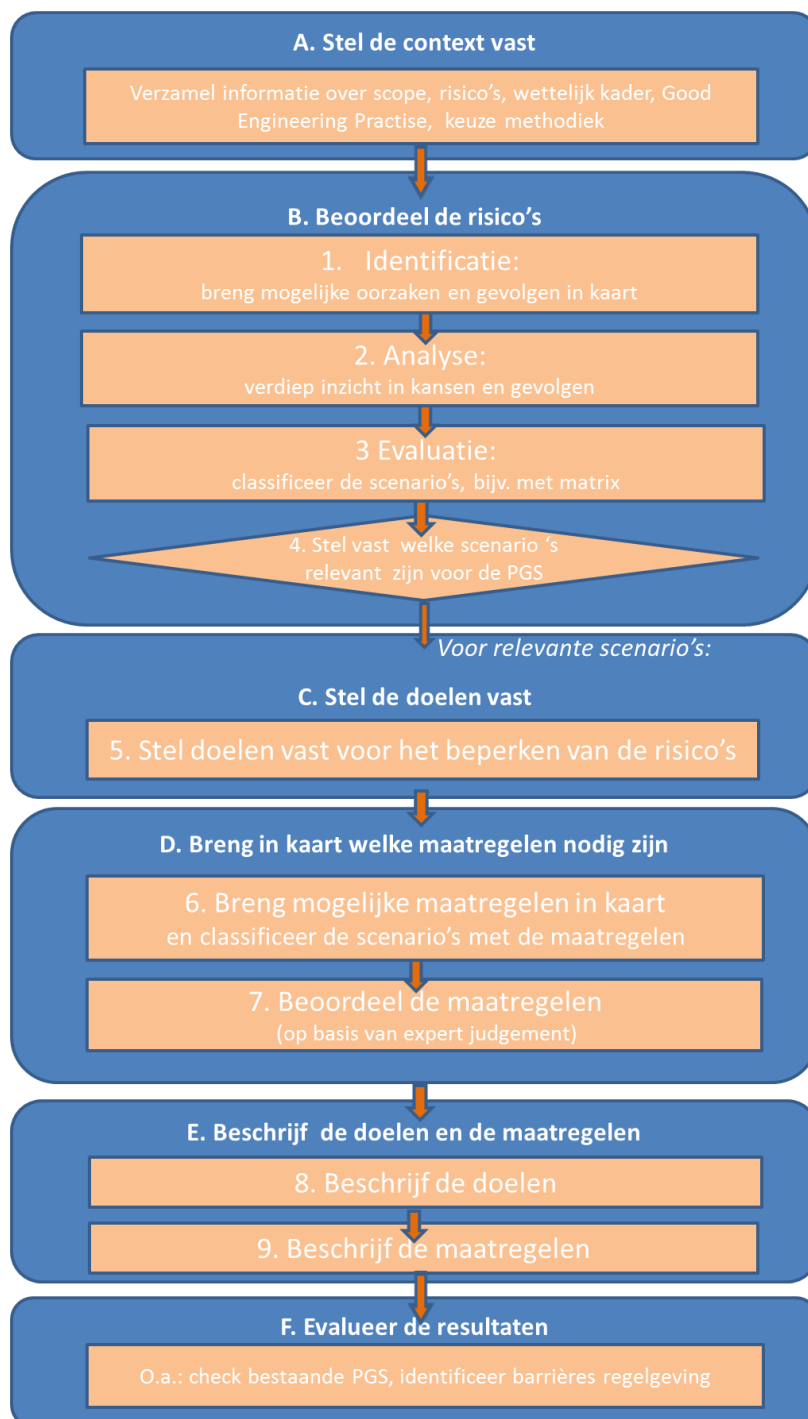 A. Stel de context vast
Verzamel informatie over scope, risico's, wettelijk kader, Good
Engineering Practise, keuze methodiek
B. Beoordeel de risico's
1. Identificatie:
breng mogelijke oorzaken en gevolgen in kaart
2. Analyse:
verdiep inzicht in kansen en gevolgen
3 Evaluatie:
classificeer de scenario's, bijv. met matrix
4. Stel vast welke scenario 's
relevant zijn voor de PGS
Voor relevante scenario's:
C. Stel de doelen vast
5. Stel doelen vast voor het beperken van de risico's
D. Breng in kaart welke maatregelen nodig zijn
6. Breng mogelijke maatregelen in kaart
en classificeer de scenario's met de maatregelen
7. Beoordeel de maatregelen
(op basis van expert judgement)
E. Beschrijf de doelen en de maatregelen
8. Beschrijf de doelen
9. Beschrijf de maatregelen
F. Evalueer de resultaten
O.a.: check bestaande PGS, identificeer barrières regelgeving